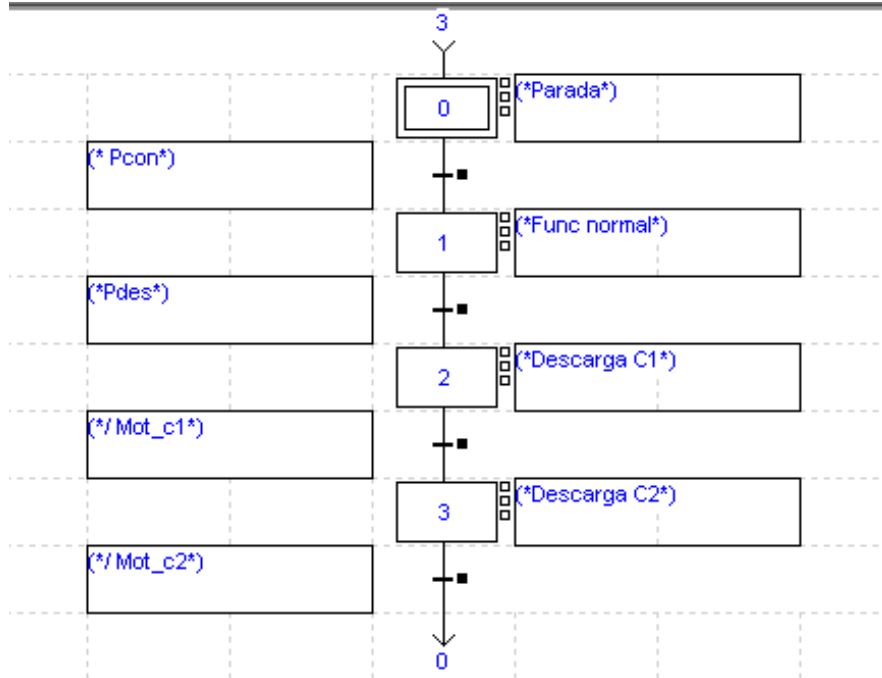 3
0
(*Parada*)
(* Pcon*)
1
(*Func normal*)
(*Pdes*)
2
(*Descarga C1*)
(*/ Mot_c1*)
3
(*Descarga C2*)
(*/ Mot_c2*)
0